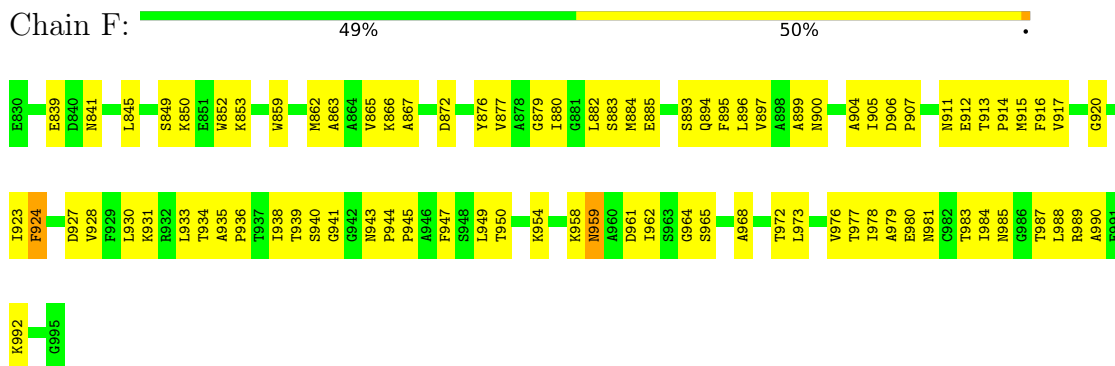 Chain F:
49% 50% •
E830 E839 D840 N841 L845 S849 K850 E851 W852 K853 W859 M862 A863 A864 V865 K866 A867 D872 Y876 V877 A878 G879 I880 G881 L882 S883 M884 E885 S893 Q894 F895 L896 V897 A898 A899 N900 A904 I905 D906 P907 N911 E912 T913 P914 M915 F916 V917 G920
I923 F924 D927 V928 F929 L930 K931 R932 L933 T934 A935 P936 T937 I938 T939 S940 G941 G942 N943 P944 P945 A946 F947 S948 L949 T950 K954 K958 N959 A960 D961 I962 S963 G964 S965 A968 T972 L973 V976 T977 I978 A979 E980 N981 C982 T983 I984 N985 G986 T987 L988 R989 A990 E991
K992 G995